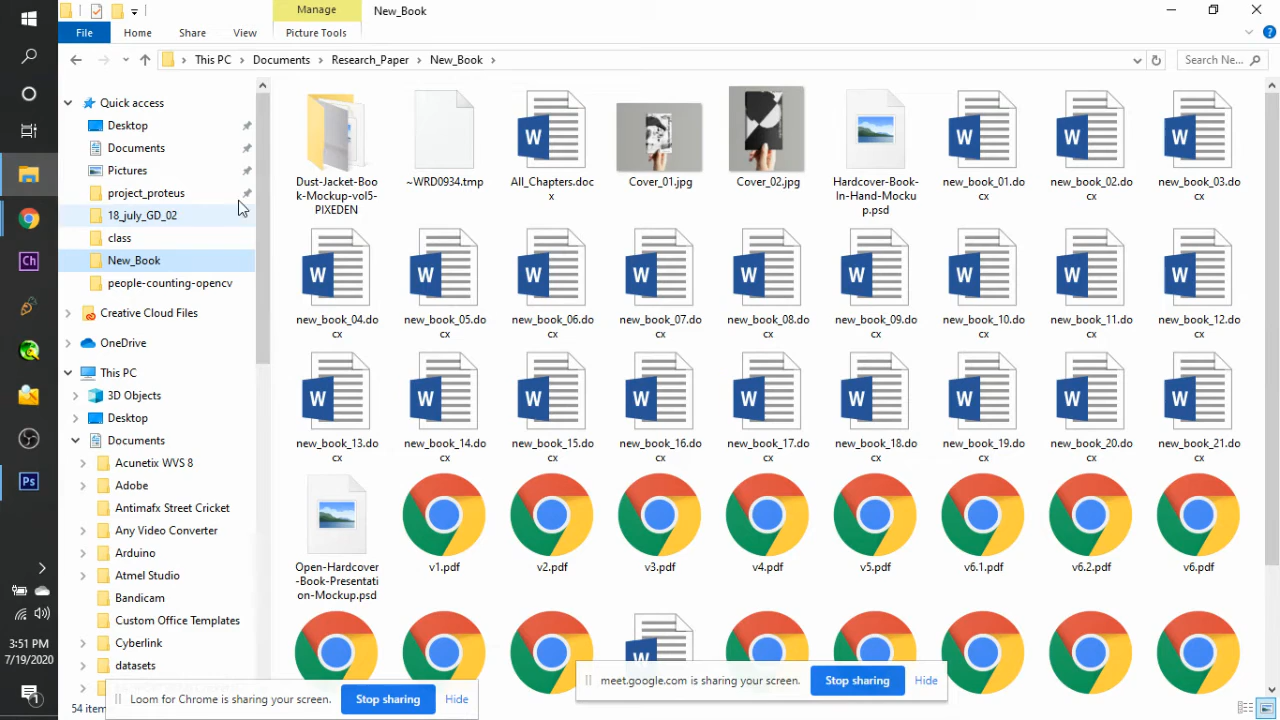 Manage
New_Book
File
Home
Share
View
Picture Tools
This PC
Documents
Research_Paper
New_Book
Search Ne...
Quick access
Desktop
Documents
Pictures
project_proteus
18_july_GD_02
class
New_Book
people-counting-opencv
Creative Cloud Files
OneDrive
This PC
3D Objects
Desktop
Documents
Acunetix WVS 8
Adobe
Antimafx Street Cricket
Any Video Converter
Arduino
Atmel Studio
Bandicam
Custom Office Templates
Cyberlink
datasets
Dust-Jacket-Boo
k-Mockup-vol5-
PIXEDEN
~WRD0934.tmp
All_Chapters.doc
x
Cover_01.jpg
Cover_02.jpg
Hardcover-Book-
In-Hand-Mocku
p.psd
new_book_01.do
cx
new_book_02.do
cx
new_book_03.do
cx
new_book_04.do
cx
new_book_05.do
cx
new_book_06.do
cx
new_book_07.do
cx
new_book_08.do
cx
new_book_09.do
cx
new_book_10.do
cx
new_book_11.do
cx
new_book_12.do
cx
new_book_13.do
cx
new_book_14.do
cx
new_book_15.do
cx
new_book_16.do
cx
new_book_17.do
cx
new_book_18.do
cx
new_book_19.do
cx
new_book_20.do
cx
new_book_21.do
cx
Open-Hardcover
-Book-Presentati
on-Mockup.psd
v1.pdf
v2.pdf
v3.pdf
v4.pdf
v5.pdf
v6.1.pdf
v6.2.pdf
v6.pdf
Ch
Ps
3:51 PM
7/19/2020
1
54 item
Loom for Chrome is sharing your screen.
Stop sharing
Hide
meet.google.com is sharing your screen.
Stop sharing
Hide